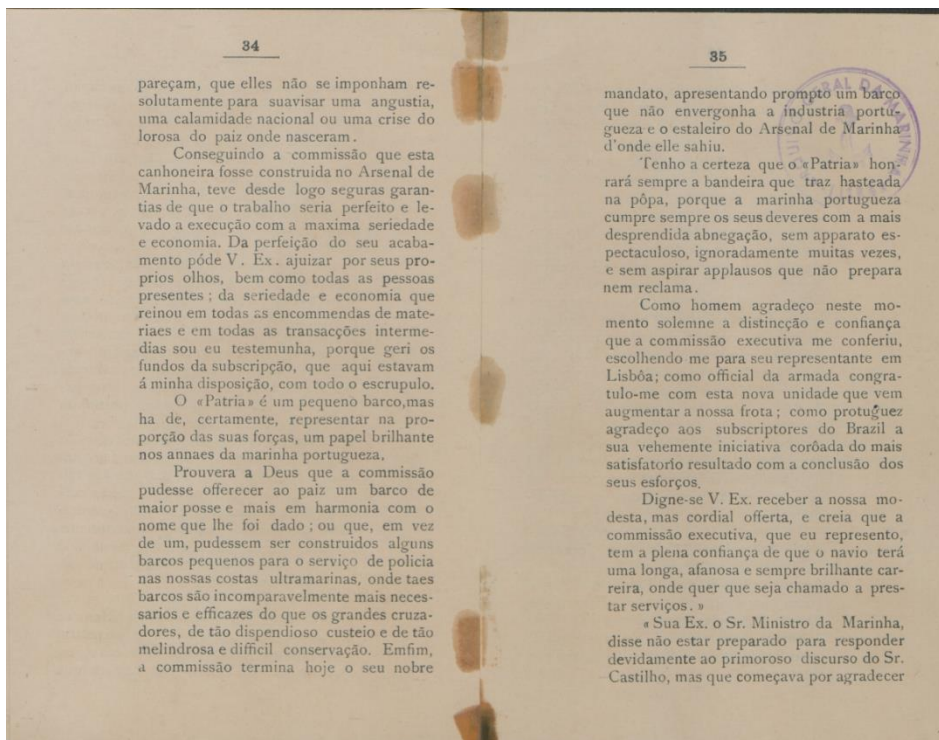 34
pareçam, que elles não se imponham re-
solutamente para suavisar uma angustia,
uma calamidade nacional ou uma crise do
lorosa do paiz onde nasceram.
Conseguindo a commissão que esta
canhoneira fosse construida no Arsenal de
Marinha, teve desde logo seguras garan-
tias de que o trabalho seria perfeito e le-
vado a execução com a maxima seriedade
e economia. Da perfeição do seu acaba-
mento póde V. Ex. ajuizar por seus pro-
prios olhos, bem como todas as pessoas
presentes; da seriedade e economia que
reinou em todas as encommendas de mate-
riaes e em todas as transacções interme-
dias sou eu testemunha, porque geri os
fundos da subscripção, que aqui estavam
á minha disposição, com todo o escrupulo.
O «Patria» é um pequeno barco,mas
ha de, certamente, representar na pro-
porção das suas forças, um papel brilhante
nos annaes da marinha portugueza.
Prouvera a Deus que a commissão
pudesse offerecer ao paiz um barco de
maior posse e mais em harmonia com o
nome que lhe foi dado; ou que, em vez
de um, pudessem ser construidos alguns
barcos pequenos para o serviço de policia
nas nossas costas ultramarinas, onde taes
barcos são incomparavelmente mais neces-
sarios e efficazes do que os grandes cruza-
dores, de tão dispendioso custeio e de tão
melindrosa e difficil conservação. Emfim,
a commissão termina hoje o seu nobre
35
mandato, apresentando prompto um barco
que não envergonha a industria portu-
gueza e o estaleiro do Arsenal de Marinha
d'onde elle sahiu.
Tenho a certeza que o «Patria» hon-
rará sempre a bandeira que traz hasteada
na pôpa, porque a marinha portugueza
cumpre sempre os seus deveres com a mais
desprendida abnegação, sem apparato es-
pectaculoso, ignoradamente muitas vezes,
e sem aspirar applausos que não prepara
nem reclama.
Como homem agradeço neste mo-
mento solemne a distincção e confiança
que a commissão executiva me conferiu,
escolhendo me para seu representante em
Lisbôa; como official da armada congra-
tulo-me com esta nova unidade que vem
augmentar a nossa frota; como protuguez
agradeço aos subscriptores do Brazil a
sua vehemente iniciativa corôada do mais
satisfatorio resultado com a conclusão dos
seus esforços.
Digne-se V. Ex. receber a nossa mo-
desta, mas cordial offerta, e creia que a
commissão executiva, que eu represento,
tem a plena confiança de que o navio terá
uma longa, afanosa e sempre brilhante car-
reira, onde quer que seja chamado a pres-
tar serviços. »
« Sua Ex. o Sr. Ministro da Marinha,
disse não estar preparado para responder
devidamente ao primoroso discurso do Sr.
Castilho, mas que começava por agradecer
DA MARINHA